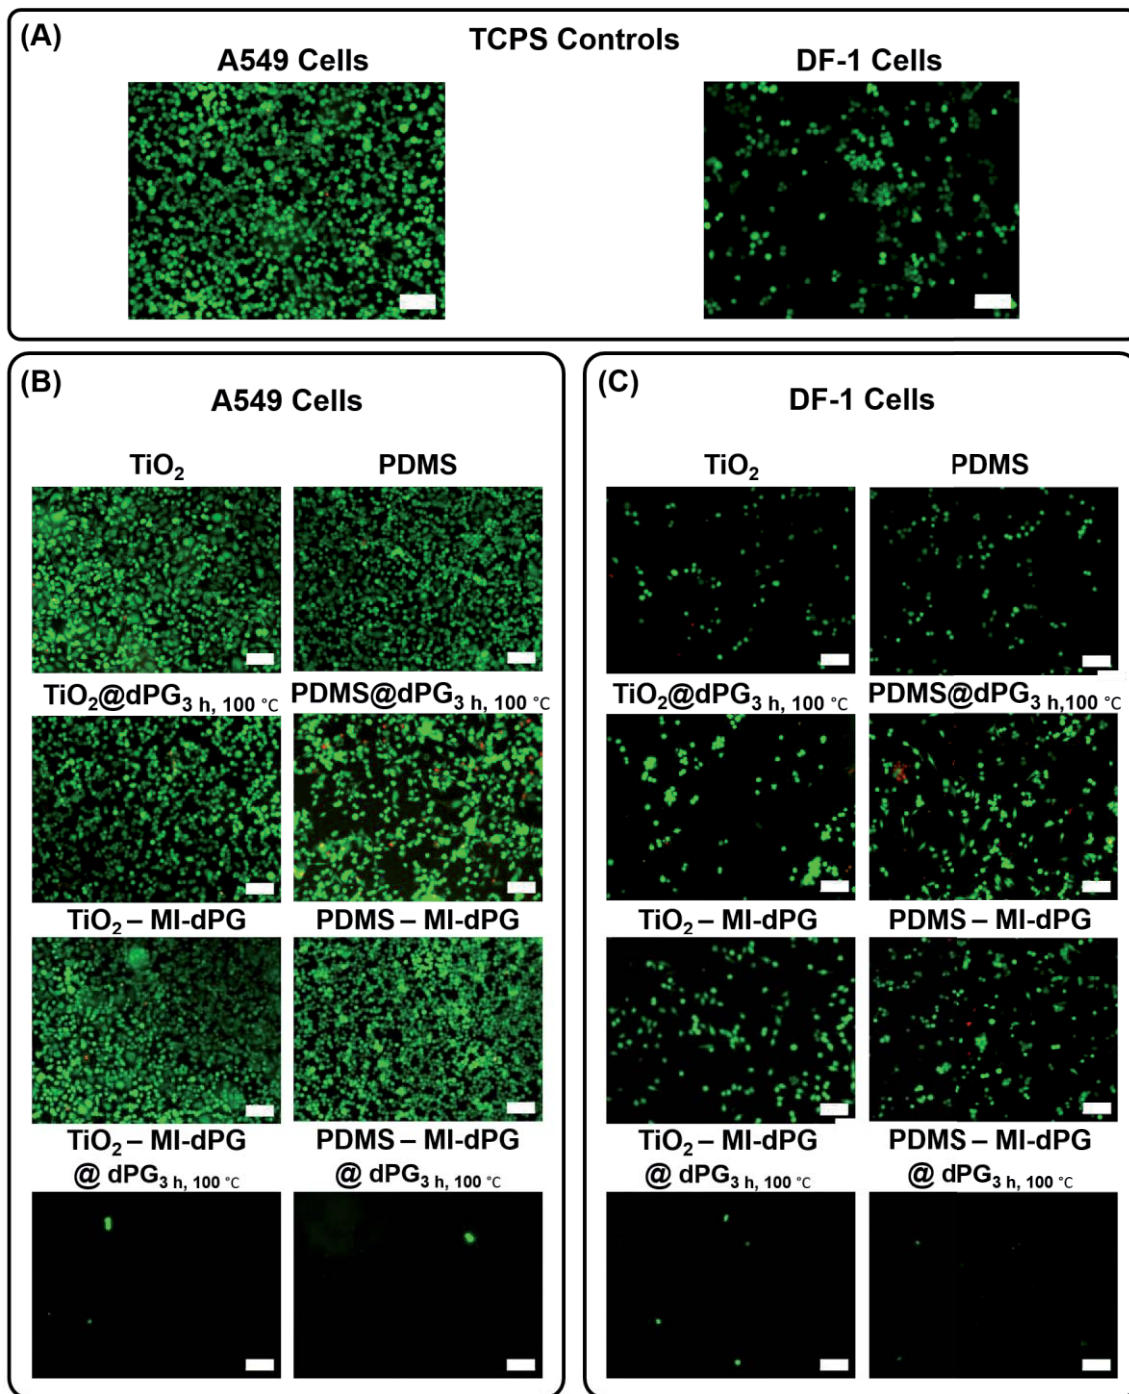 (A)
TCPS Controls
A549 Cells
DF-1 Cells
(B)
A549 Cells
TiO₂
PDMS
TiO₂@dPG₃ ₕ, ₁₀₀ °C
PDMS@dPG₃ ₕ, ₁₀₀ °C
TiO₂ – MI-dPG
PDMS – MI-dPG
TiO₂ – MI-dPG
@ dPG₃ ₕ, ₁₀₀ °C
PDMS – MI-dPG
@ dPG₃ ₕ, ₁₀₀ °C
(C)
DF-1 Cells
TiO₂
PDMS
TiO₂@dPG₃ ₕ, ₁₀₀ °C
PDMS@dPG₃ ₕ,₁₀₀ °C
TiO₂ – MI-dPG
PDMS – MI-dPG
TiO₂ – MI-dPG
@ dPG₃ ₕ, ₁₀₀ °C
PDMS – MI-dPG
@ dPG₃ ₕ, ₁₀₀ °C